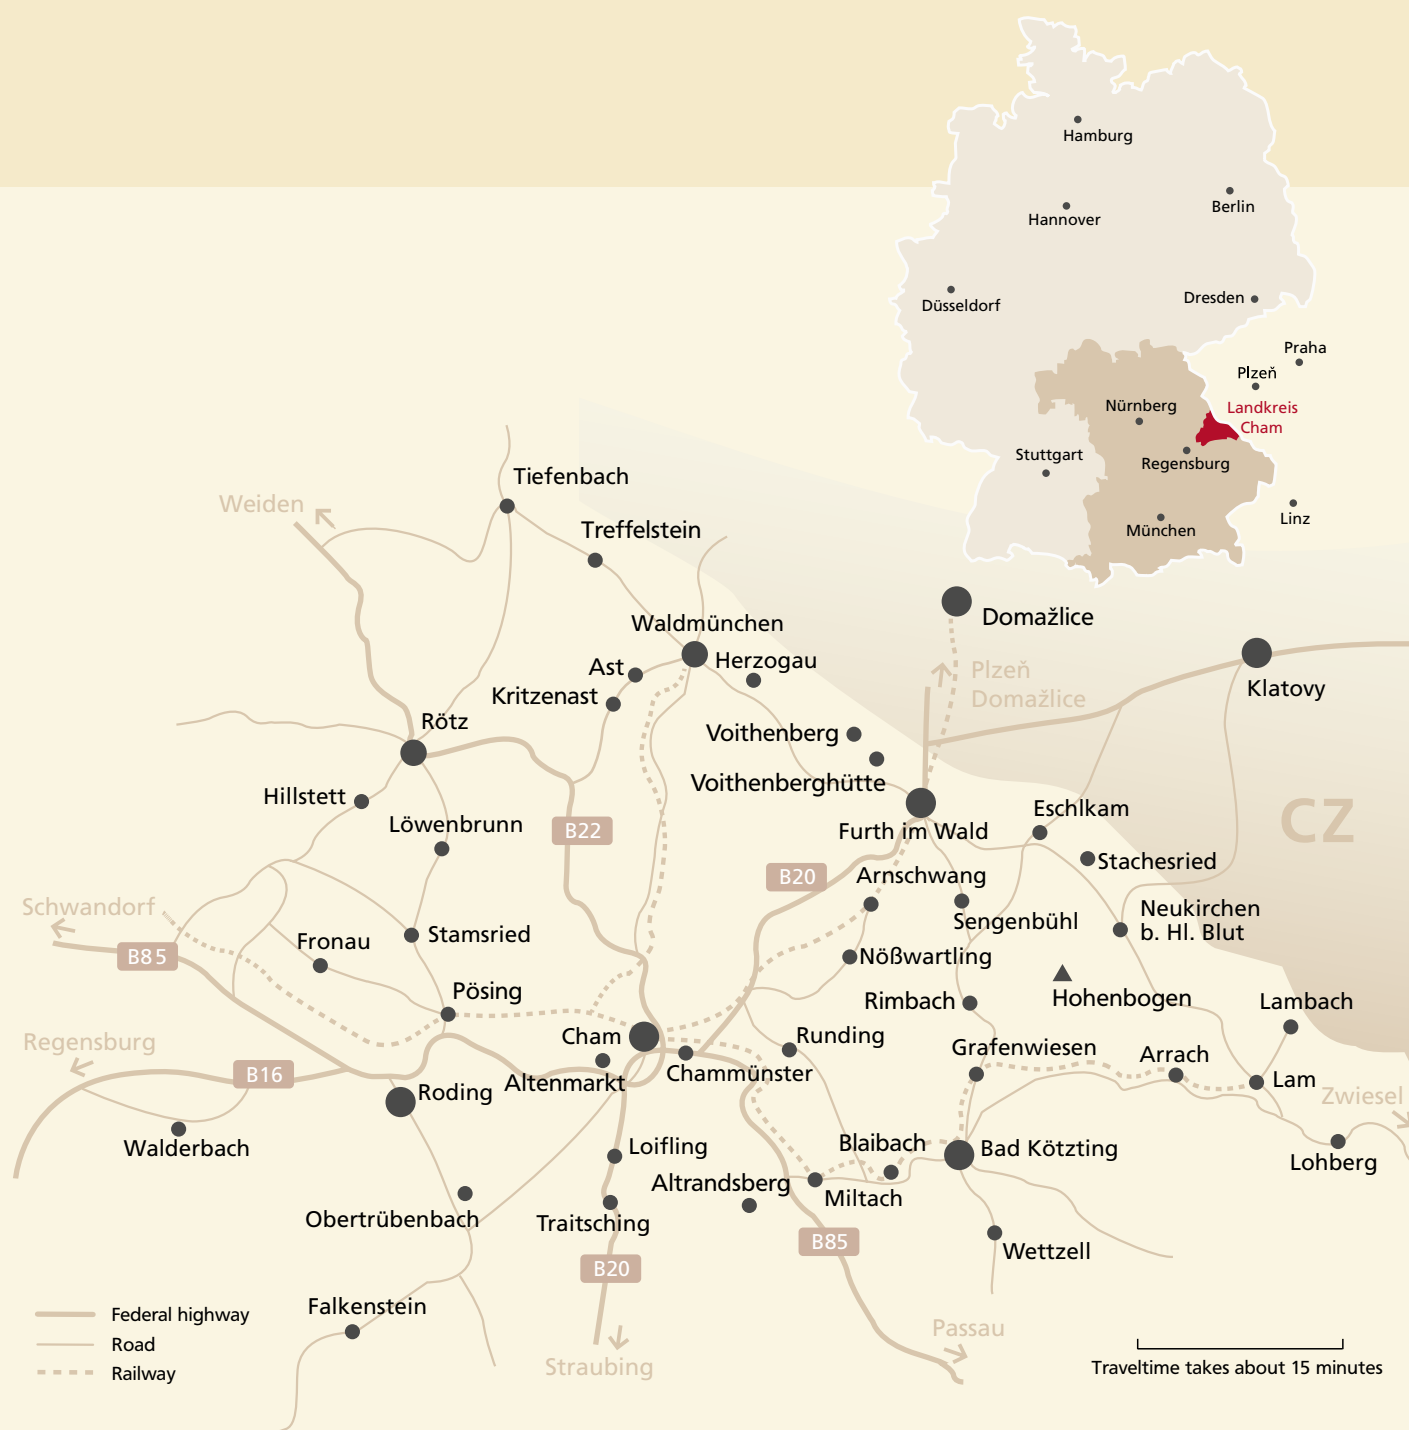 Hamburg
Berlin
Hannover
Düsseldorf
Dresden
Praha
Plzeň
Nürnberg
Landkreis
Cham
Stuttgart
Regensburg
Linz
München
Tiefenbach
Weiden
Treffelstein
Domažlice
Waldmünchen
Herzogau
Ast
Plzeň
Domažlice
Klatovy
Kritzenast
Rötz
Voithenberg
Voithenberghütte
Hillstett
Eschlkam
CZ
Löwenbrunn
B22
Furth im Wald
Stachesried
B20
Arnschwang
Schwandorf
Sengenbühl
Neukirchen
b. Hl. Blut
Fronau
Stamsried
B85
Nößwartling
Pösing
Rimbach
Hohenbogen
Lambach
Regensburg
Cham
Runding
Grafenwiesen
Arrach
B16
Altenmarkt
Chammünster
Lam
Roding
Zwiesel
Walderbach
Loifling
Blaibach
Bad Kötzting
Lohberg
Altrandsberg
Miltach
Obertrübenbach
Traitsching
B85
Wettzell
B20
Falkenstein
Federal highway
Road
Railway
Straubing
Passau
Traveltime takes about 15 minutes